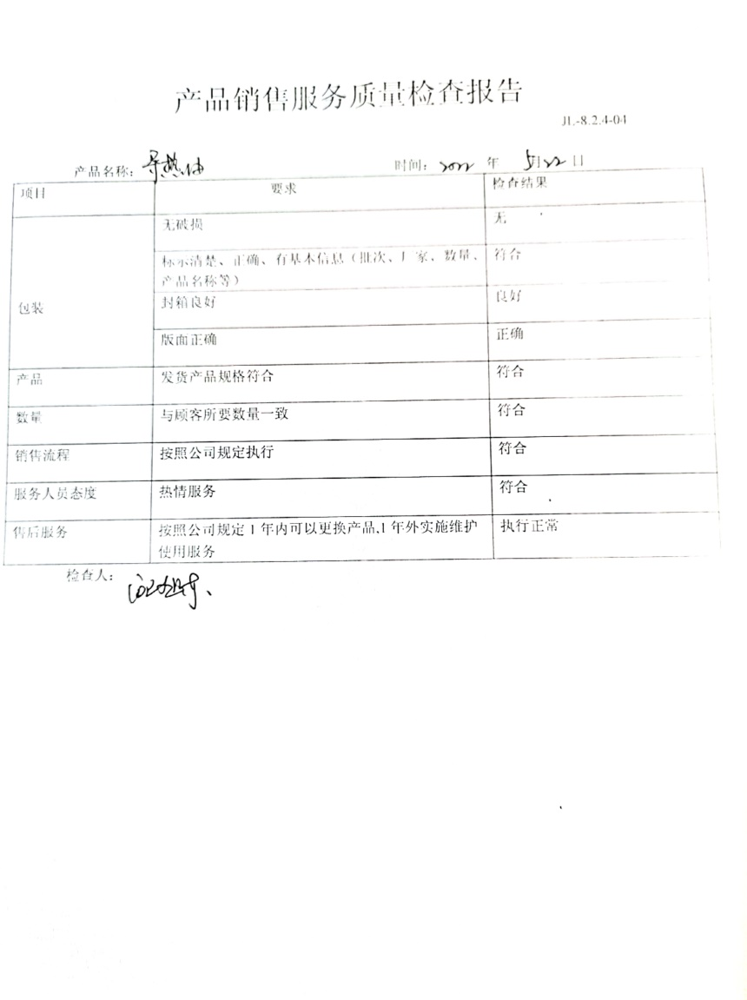 产品销售服务质量检查报告
JL-8.2.4-04
产品名称：导热油 时间：2022 年 5月22日
项目 要求 检查结果
无破损 无
标示清楚、正确、有基本信息（批次、厂家、数量、 符合
产品名称等）
包装 封箱良好 良好
版面正确 正确
产品 发货产品规格符合 符合
数量 与顾客所要数量一致 符合
销售流程 按照公司规定执行 符合
服务人员态度 热情服务 符合
售后服务 按照公司规定 1 年内可以更换产品,1 年外实施维护 执行正常
使用服务
检查人：